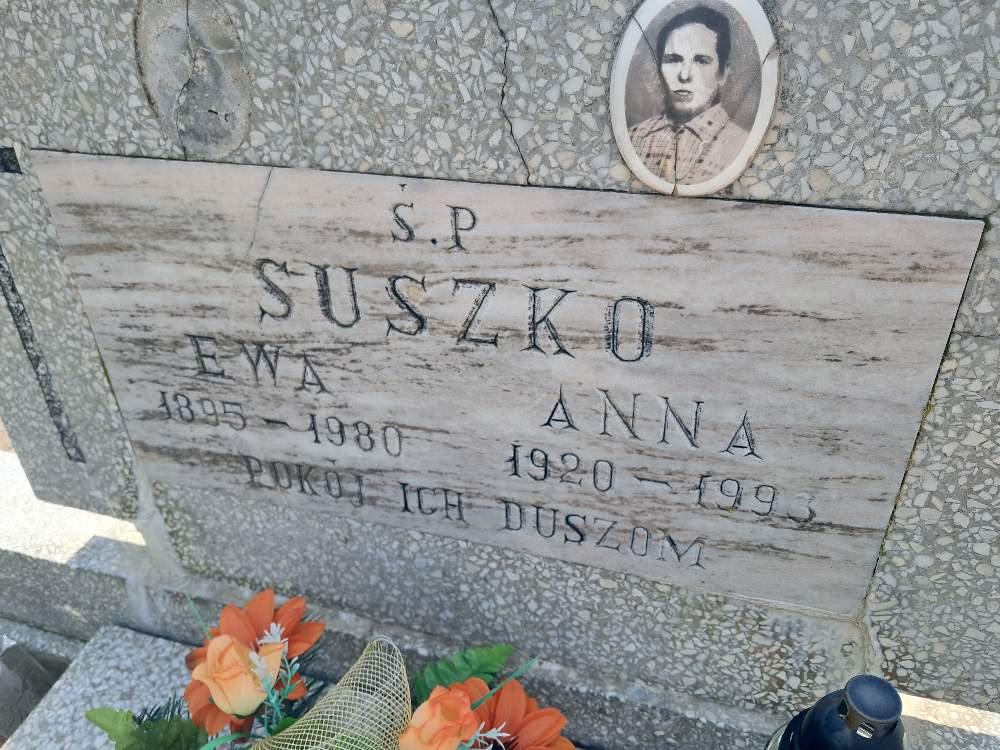 Ś.P
SUSZKO
EWA ANNA
1895-1980 1920-1993
POKÓJ ICH DUSZOM